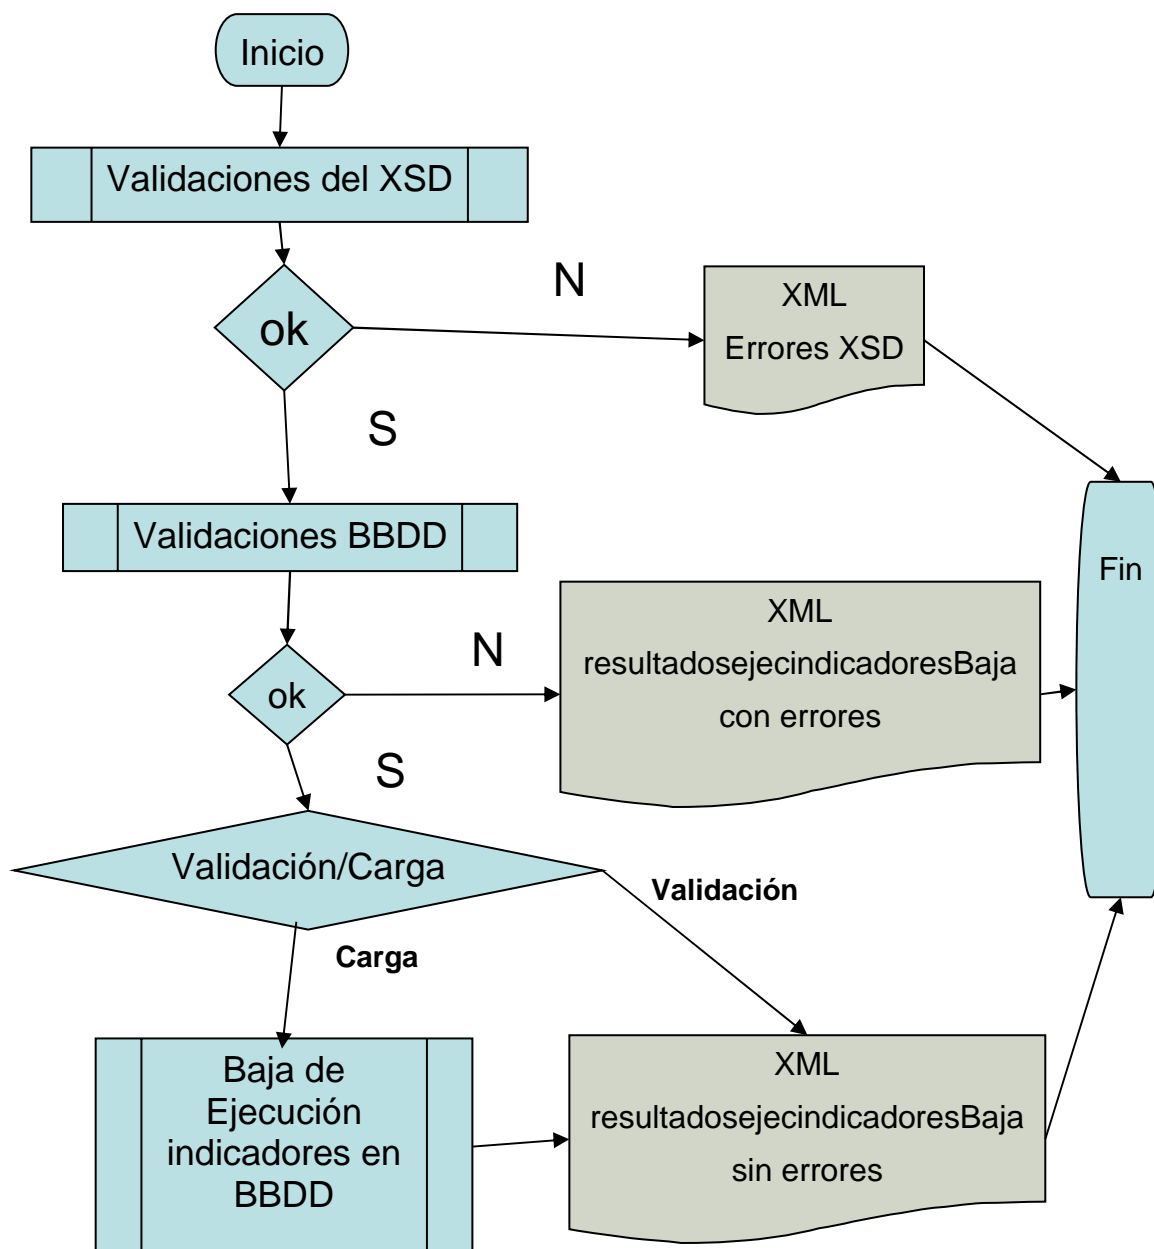 Inicio
Validaciones del XSD
ok
N
XML
Errores XSD
S
Validaciones BBDD
Fin
ok
N
XML
resultadosejecindicadoresBaja
con errores
S
Validación/Carga
Validación
Carga
Baja de
Ejecución
indicadores en
BBDD
XML
resultadosejecindicadoresBaja
sin errores